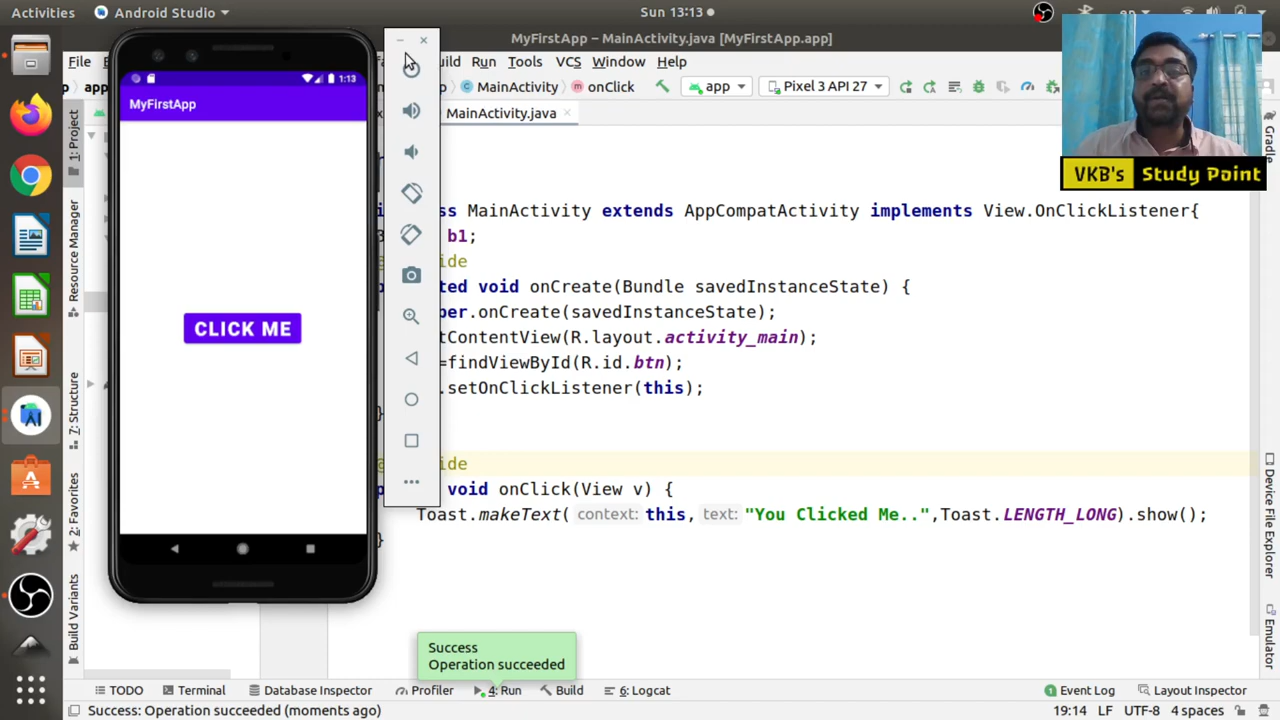 Activities
Android Studio
Sun 13:13
MyFirstApp – MainActivity.java [MyFirstApp.app]
File
uild
Run
Tools
VCS
Window
Help
app
MainActivity
onClick
app
Pixel 3 API 27
MainActivity.java
1: Project
Resource Manager
7: Structure
2: Favorites
Build Variants
Gradle
Device File Explorer
Emulator
VKB's Study Point
1:13
MyFirstApp
CLICK ME
ss MainActivity extends AppCompatActivity implements View.OnClickListener{
b1;
ide
ted void onCreate(Bundle savedInstanceState) {
per.onCreate(savedInstanceState);
tContentView(R.layout.activity_main);
=findViewById(R.id.btn);
.setOnClickListener(this);
}
ide
void onClick(View v) {
Toast.makeText( context: this, text: "You Clicked Me..",Toast.LENGTH_LONG).show();
}
Success
Operation succeeded
TODO
Terminal
Database Inspector
Profiler
4: Run
Build
6: Logcat
1 Event Log
Layout Inspector
Success: Operation succeeded (moments ago)
19:14
LF
UTF-8
4 spaces